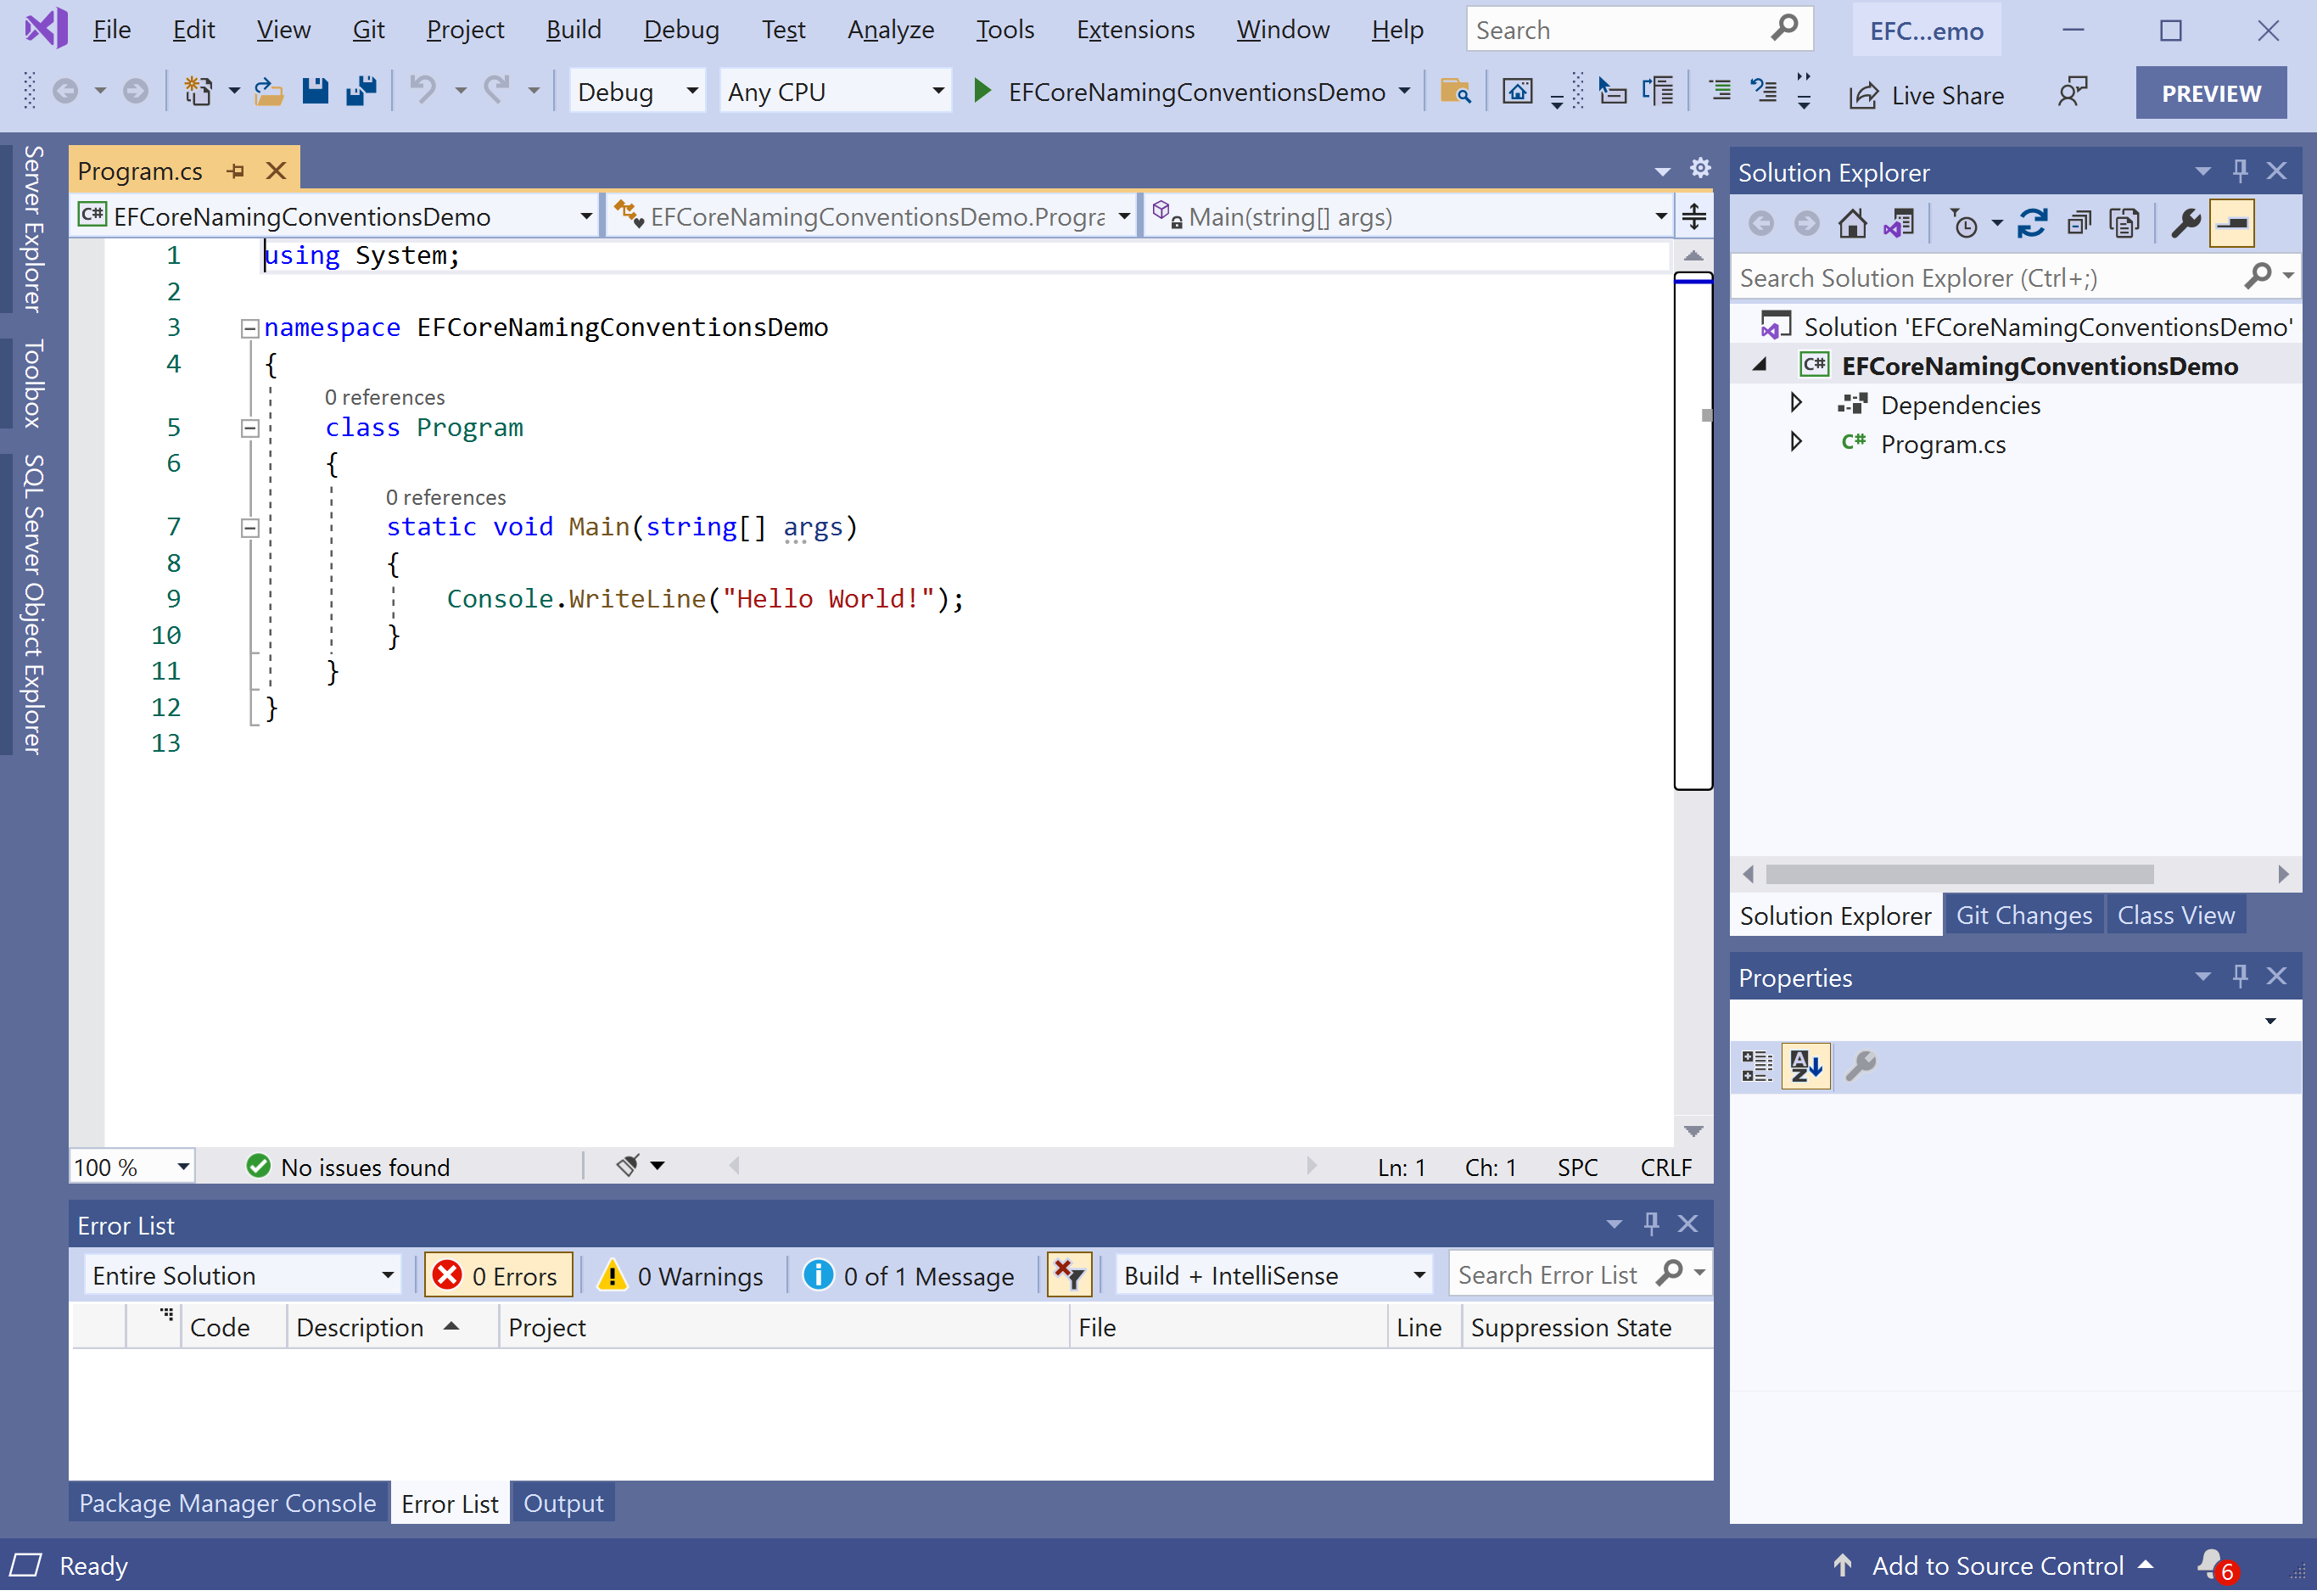 File Edit View Git Project Build Debug Test Analyze Tools Extensions Window Help Search EFC...emo
Debug Any CPU EFCoreNamingConventionsDemo Live Share PREVIEW
Server Explorer
Toolbox
SQL Server Object Explorer
Program.cs
C# EFCoreNamingConventionsDemo EFCoreNamingConventionsDemo.Progra Main(string[] args)
1 using System;
2
3 namespace EFCoreNamingConventionsDemo
4 {
0 references
5 class Program
6 {
0 references
7 static void Main(string[] args)
8 {
9 Console.WriteLine("Hello World!");
10 }
11 }
12 }
13
100 % No issues found Ln: 1 Ch: 1 SPC CRLF
Error List
Entire Solution 0 Errors 0 Warnings 0 of 1 Message Build + IntelliSense Search Error List
Code Description Project File Line Suppression State
Package Manager Console Error List Output
Solution Explorer
Search Solution Explorer (Ctrl+;)
Solution 'EFCoreNamingConventionsDemo'
C# EFCoreNamingConventionsDemo
Dependencies
C# Program.cs
Solution Explorer Git Changes Class View
Properties
Ready Add to Source Control 6